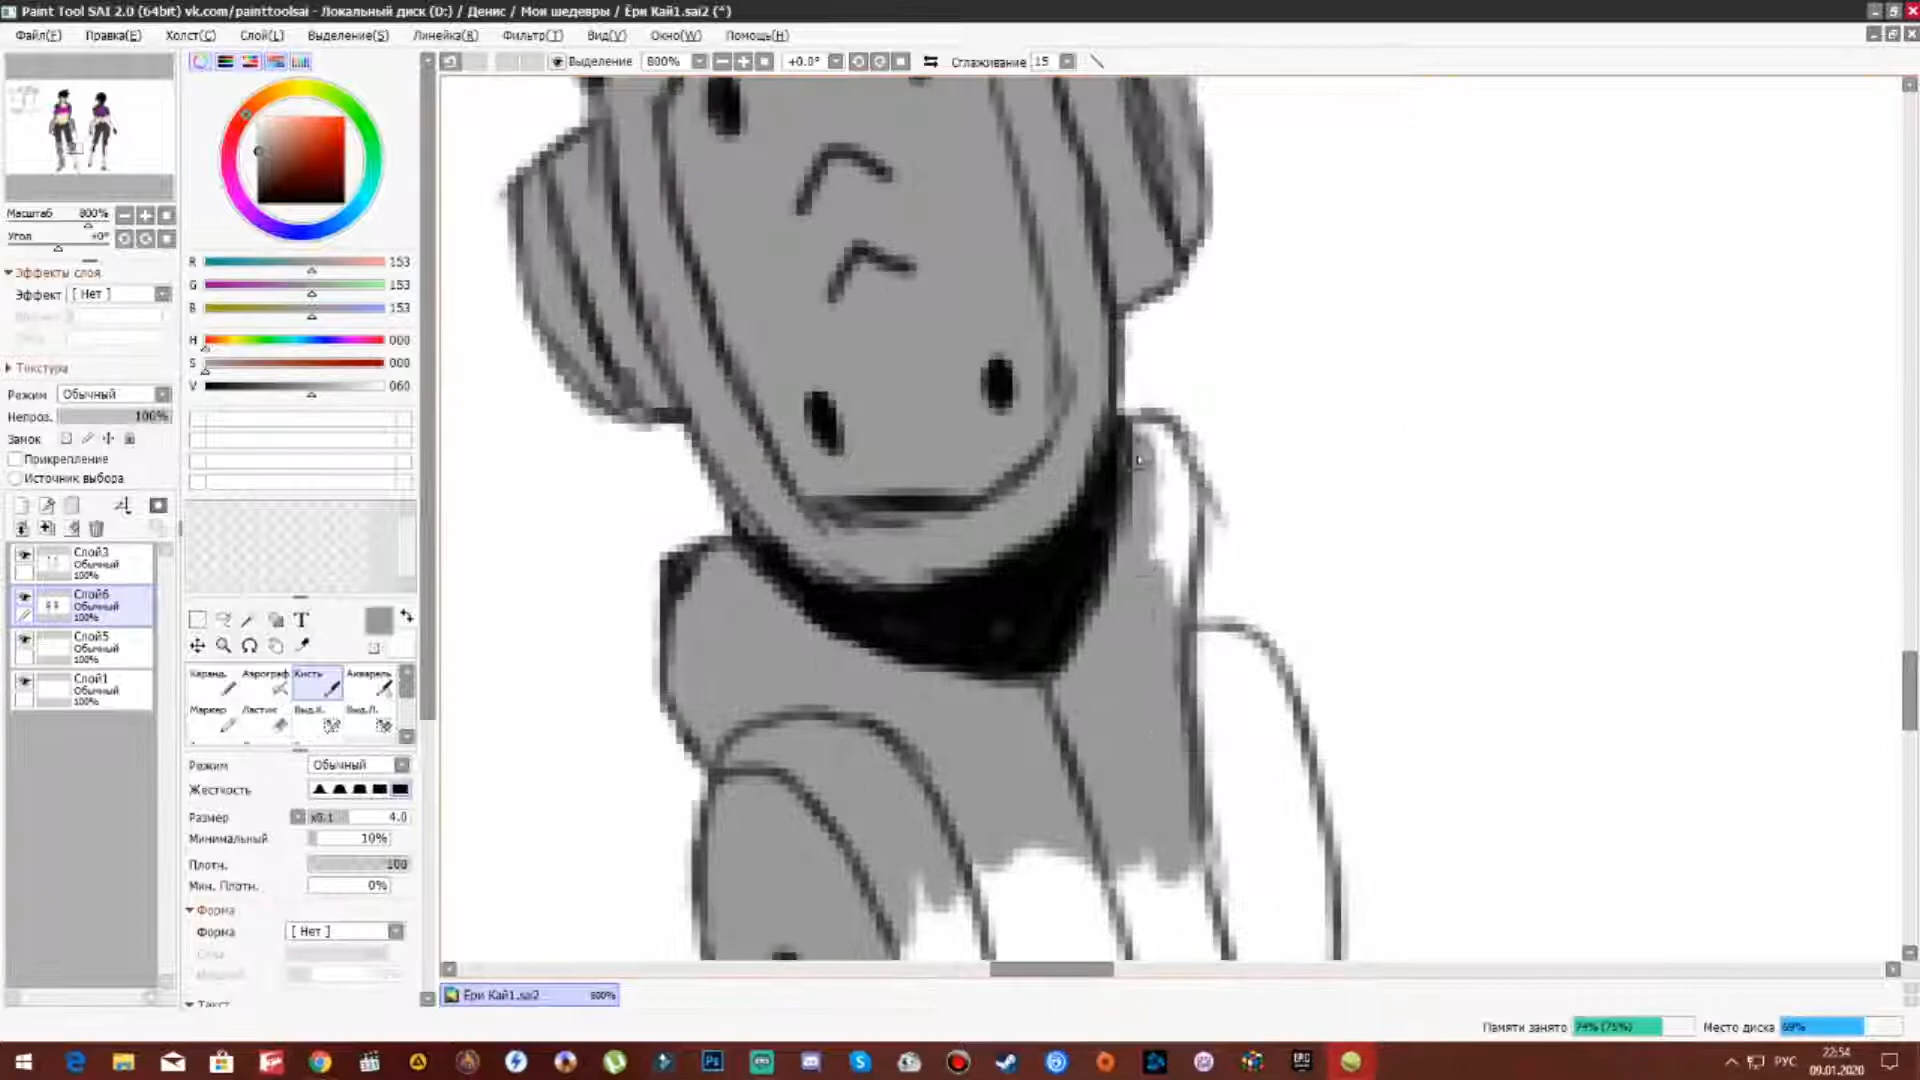 Paint Tool SAI 2.0 (64bit) vk.com/painttoolsai - Локальный диск (D:) / Денис / Мои шедевры / Ери Кай1.sai2 (*)
Файл(F) Правка(E) Холст(C) Слой(L) Выделение(S) Линейка(R) Фильтр(T) Вид(V) Окно(W) Помощь(H)
Выделение 800% +0.0° Сглаживание 15
Масштаб 800%
Угол +0°
Эффекты слоя
Эффект [ Нет ]
Текстура
Режим Обычный
Непроз. 100%
Замок
Прикрепление
Источник выбора
Слой3
Обычный
100%
Слой6
Обычный
100%
Слой5
Обычный
100%
Слой1
Обычный
100%
R 153
G 153
B 153
H 000
S 000
V 060
T
Каранд. Аэрограф Кисть Акварель
Маркер Ластик Выд.К. Выд.Л.
Режим Обычный
Жесткость
Размер x0.1 4.0
Минимальный 10%
Плотн. 100
Мин. Плотн. 0%
Форма
Форма [ Нет ]
Текст
Ери Кай1.sai2 800%
Памяти занято 74% (75%) Место диска 69%
Ps
EPIC
РУС
22:54
09.01.2020